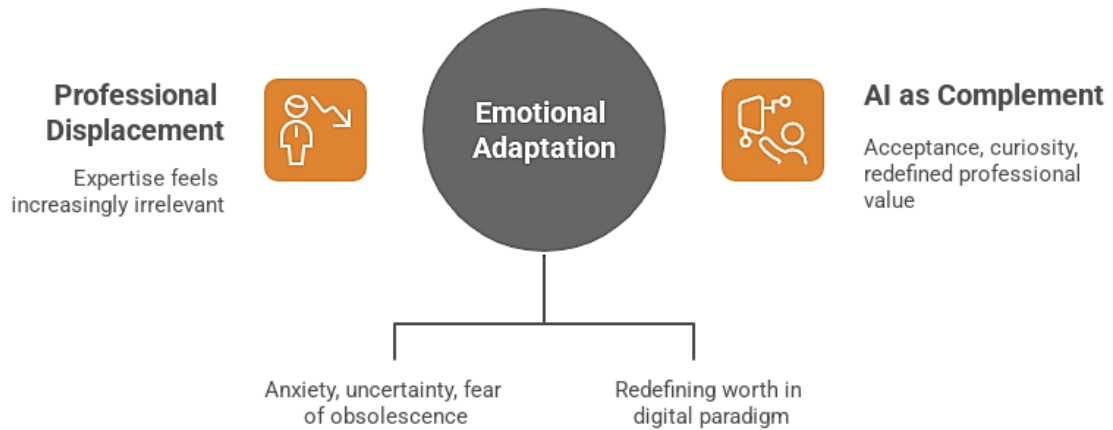 Professional
Displacement
Expertise feels
increasingly irrelevant
Emotional
Adaptation
AI as Complement
Acceptance, curiosity,
redefined professional
value
Anxiety, uncertainty, fear
of obsolescence
Redefining worth in
digital paradigm